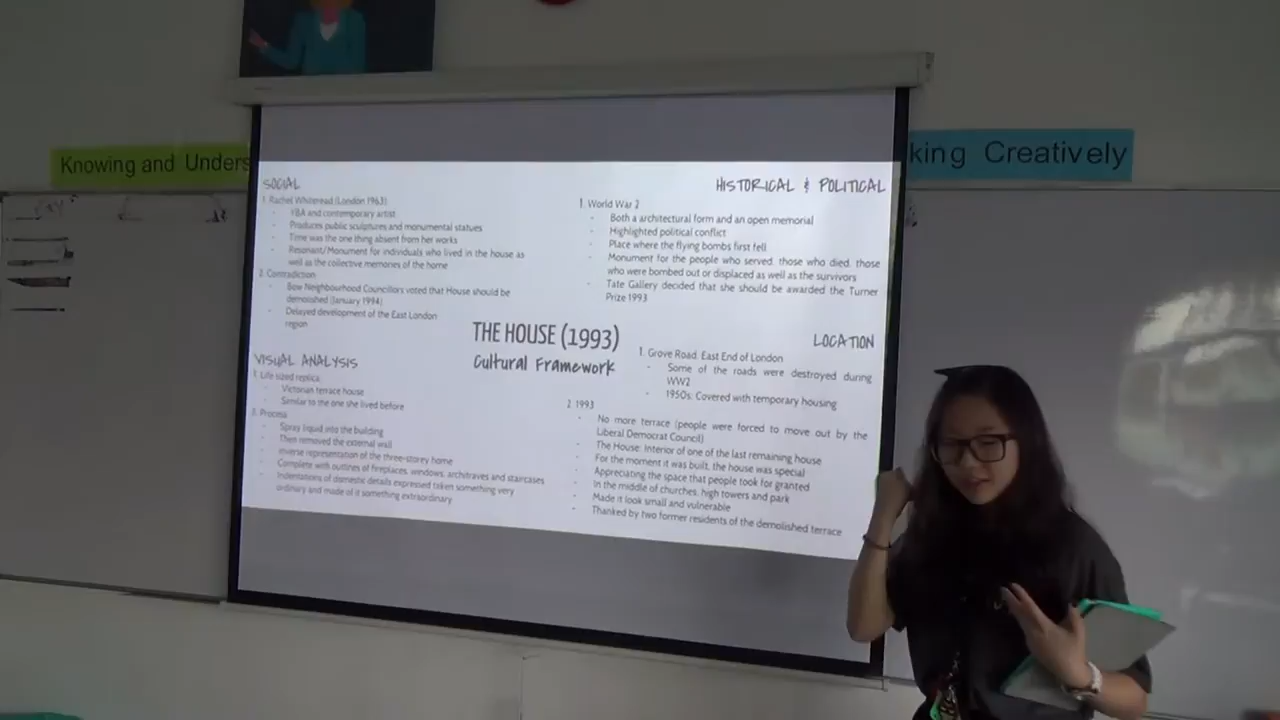 Knowing and Unders
king Creatively
SOCIAL
1. Rachel Whiteread (London 1963)
- YBA and contemporary artist
- Produces public sculptures and monumental statues
- Time was the one thing absent from her works
- Resonant/Monument for individuals who lived in the house as
well as the collective memories of the home
2. Contradiction
- Bow Neighbourhood Councillors voted that House should be
demolished (January 1994)
- Delayed development of the East London
region
HISTORICAL & POLITICAL
1. World War 2
- Both a architectural form and an open memorial
- Highlighted political conflict
- Place where the flying bombs first fell
- Monument for the people who served, those who died, those
who were bombed out or displaced as well as the survivors
- Tate Gallery decided that she should be awarded the Turner
Prize 1993
THE HOUSE (1993)
Cultural Framework
VISUAL ANALYSIS
1. Life sized replica
- Victorian terrace house
- Similar to the one she lived before
Process
- Spray liquid into the building
- Then removed the external wall
- Inverse representation of the three-storey home
- Complete with outlines of fireplaces, windows, architraves and staircases
- Indentations of domestic details expressed taken something very
ordinary and made of it something extraordinary
LOCATION
1. Grove Road, East End of London
- Some of the roads were destroyed during
WW2
- 1950s: Covered with temporary housing
2. 1993
- No more terrace (people were forced to move out by the
Liberal Democrat Council)
- The House: Interior of one of the last remaining house
- For the moment it was built, the house was special
- Appreciating the space that people took for granted
- In the middle of churches, high towers and park
- Made it look small and vulnerable
- Thanked by two former residents of the demolished terrace